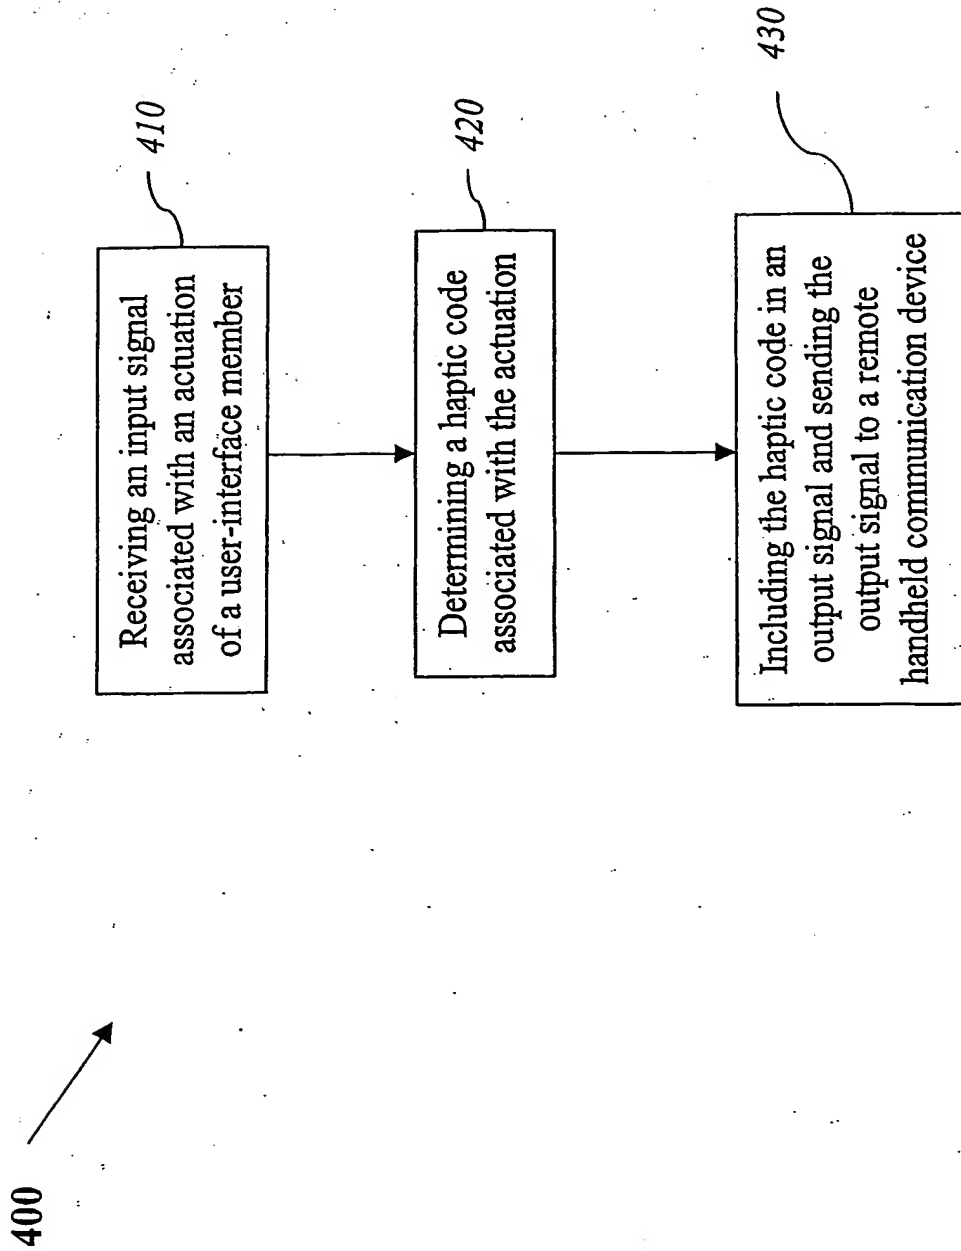 400
Receiving an input signal
associated with an actuation
of a user-interface member
410
Determining a haptic code
associated with the actuation
420
Including the haptic code in an
output signal and sending the
output signal to a remote
handheld communication device
430